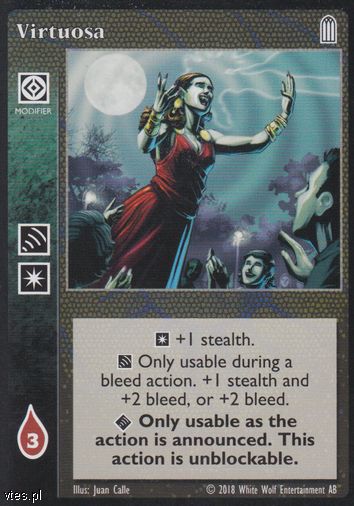 Virtuosa
MODIFIER
+1 stealth.
Only usable during a
bleed action. +1 stealth and
+2 bleed, or +2 bleed.
Only usable as the
action is announced. This
action is unblockable.
3
Illus: Juan Calle
© 2018 White Wolf Entertainment AB
vtes.pl